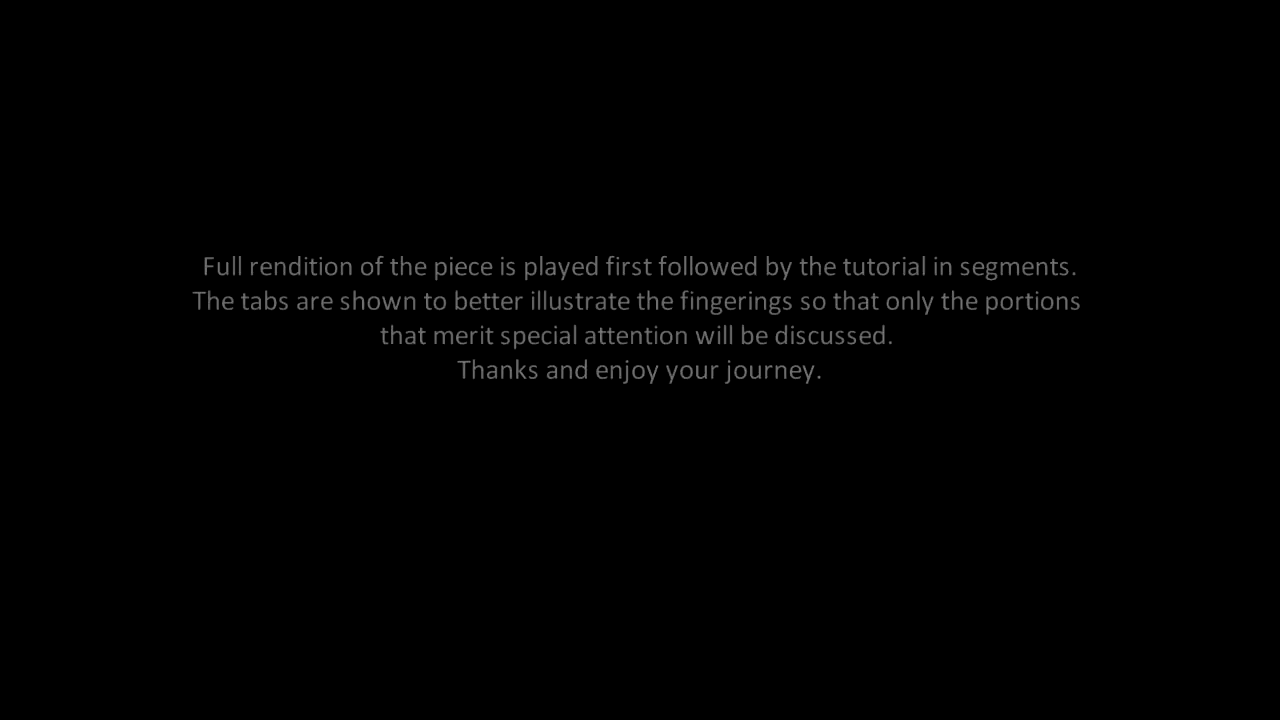 Full rendition of the piece is played first followed by the tutorial in segments.
The tabs are shown to better illustrate the fingerings so that only the portions
that merit special attention will be discussed.
Thanks and enjoy your journey.